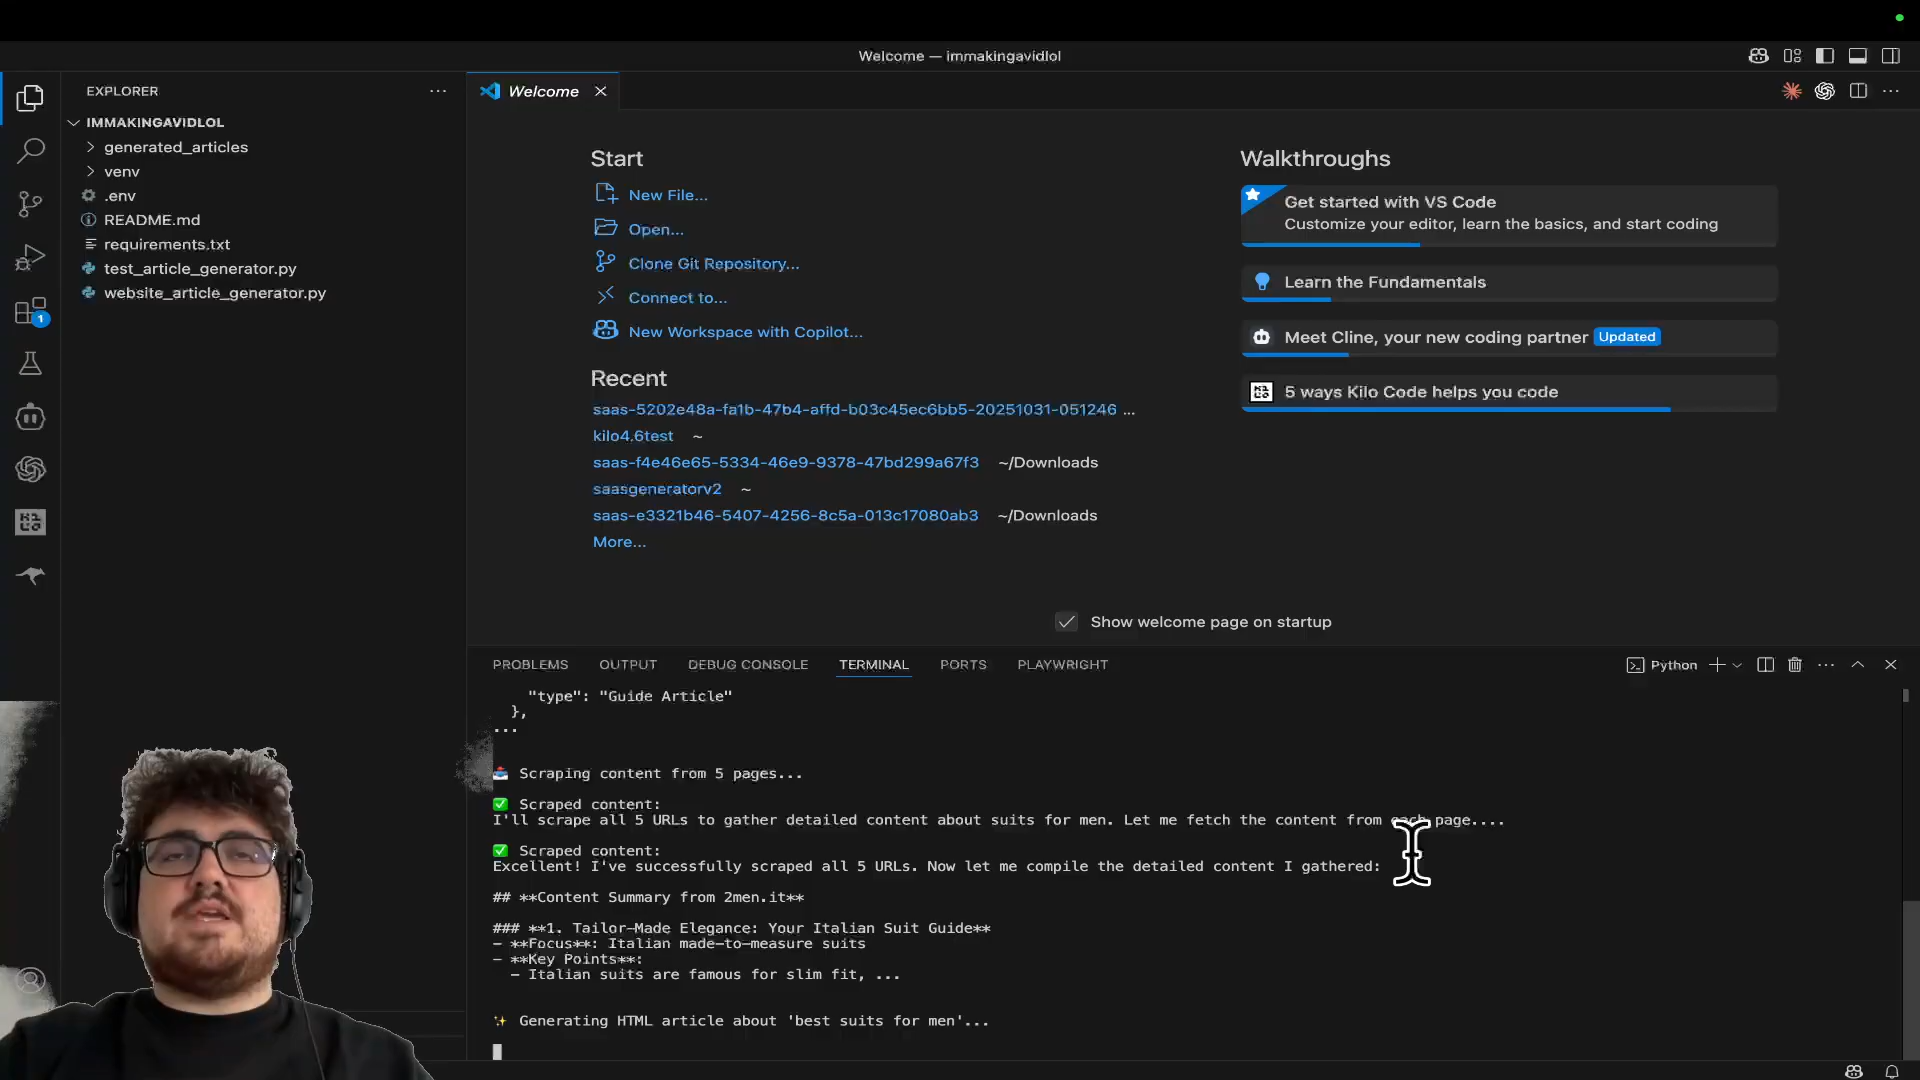 Welcome — immakingavidlol
EXPLORER
IMMAKINGAVIDLOL
generated_articles
venv
.env
README.md
requirements.txt
test_article_generator.py
website_article_generator.py
1
Welcome
Start
New File...
Open...
Clone Git Repository...
Connect to...
New Workspace with Copilot...
Recent
saas-5202e48a-fa1b-47b4-affd-b03c45ec6bb5-20251031-051246 ...
kilo4.6test ~
saas-f4e46e65-5334-46e9-9378-47bd299a67f3 ~/Downloads
saasgeneratorv2 ~
saas-e3321b46-5407-4256-8c5a-013c17080ab3 ~/Downloads
More...
Walkthroughs
Get started with VS Code
Customize your editor, learn the basics, and start coding
Learn the Fundamentals
Meet Cline, your new coding partner Updated
5 ways Kilo Code helps you code
Show welcome page on startup
PROBLEMS OUTPUT DEBUG CONSOLE TERMINAL PORTS PLAYWRIGHT
Python
"type": "Guide Article"
},
...
Scraping content from 5 pages...
✅ Scraped content:
I'll scrape all 5 URLs to gather detailed content about suits for men. Let me fetch the content from each page....
✅ Scraped content:
Excellent! I've successfully scraped all 5 URLs. Now let me compile the detailed content I gathered:
## **Content Summary from 2men.it**
### **1. Tailor-Made Elegance: Your Italian Suit Guide**
- **Focus**: Italian made-to-measure suits
- **Key Points**:
- Italian suits are famous for slim fit, ...
✨ Generating HTML article about 'best suits for men'...